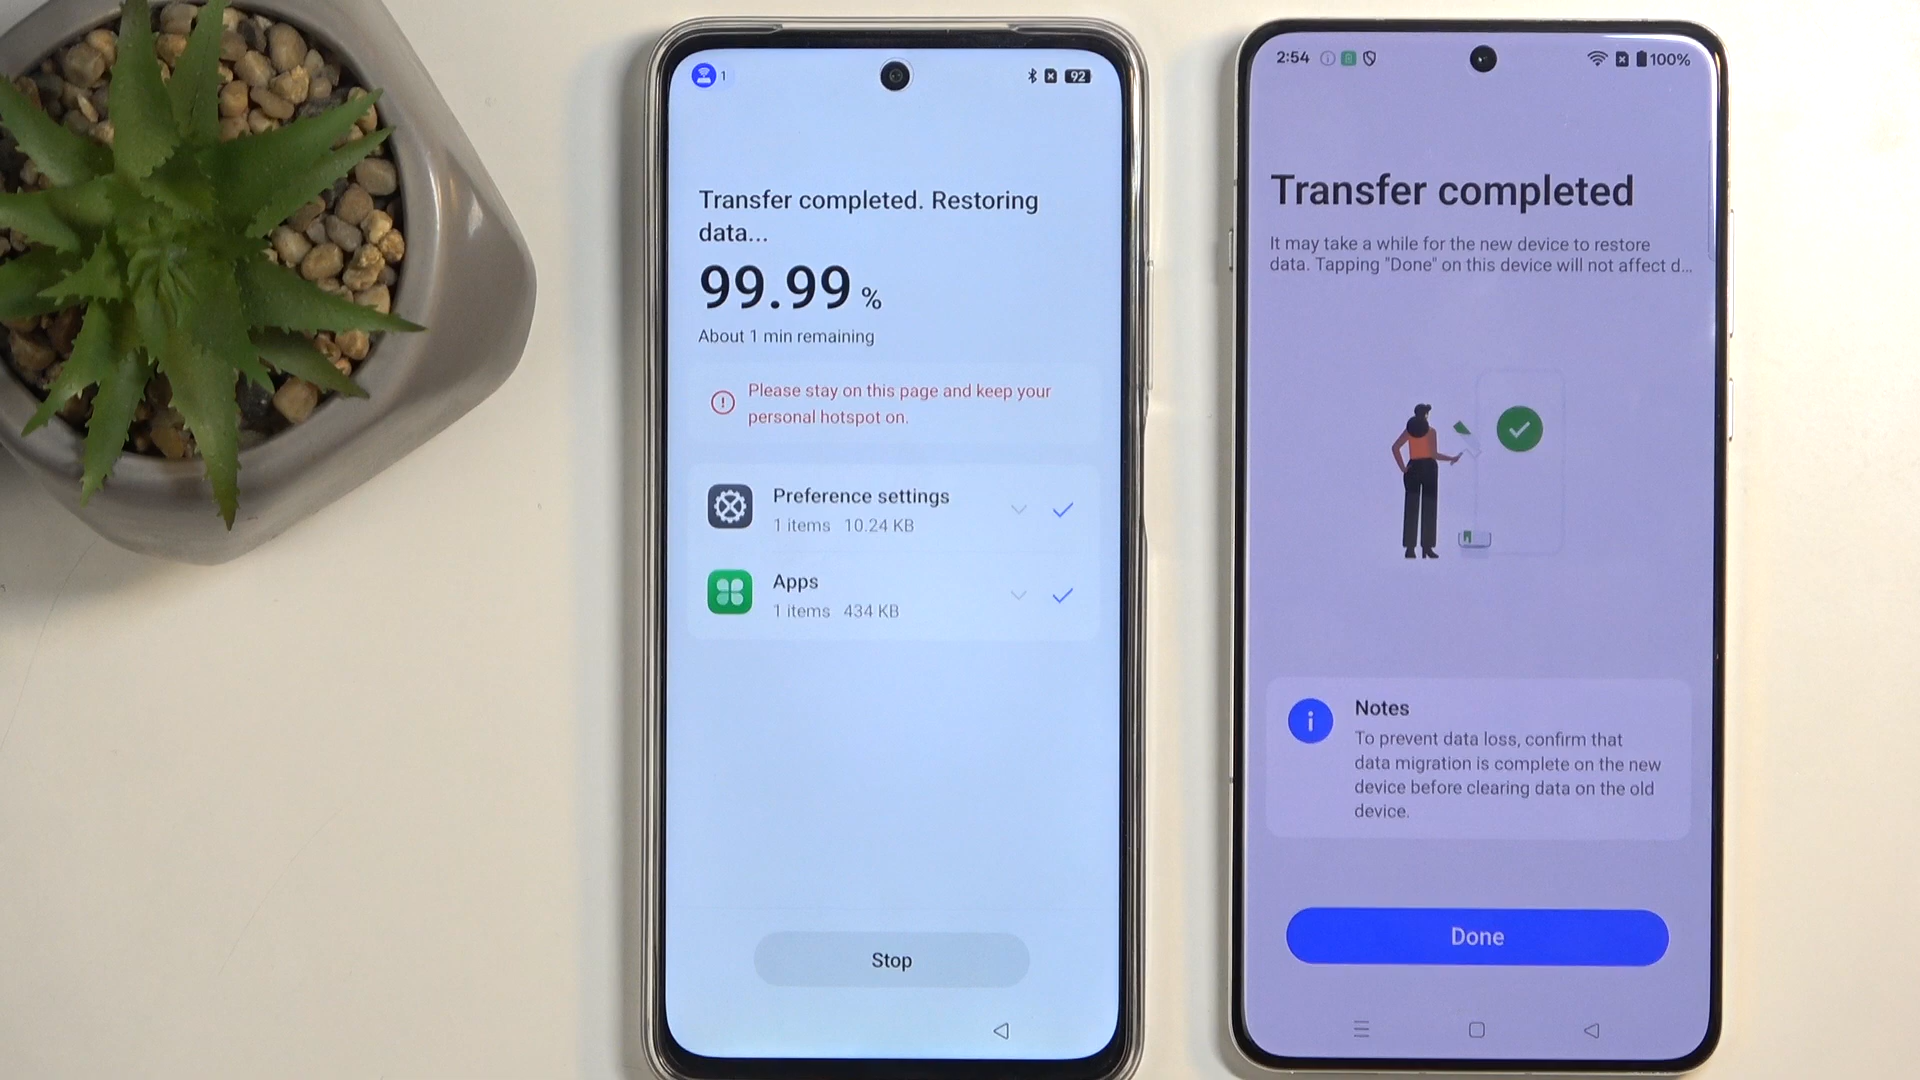 1
92
Transfer completed. Restoring
data...
99.99 %
About 1 min remaining
Please stay on this page and keep your
personal hotspot on.
Preference settings
1 items 10.24 KB
Apps
1 items 434 KB
Stop
2:54
100%
Transfer completed
It may take a while for the new device to restore
data. Tapping "Done" on this device will not affect d...
Notes
To prevent data loss, confirm that
data migration is complete on the new
device before clearing data on the old
device.
Done